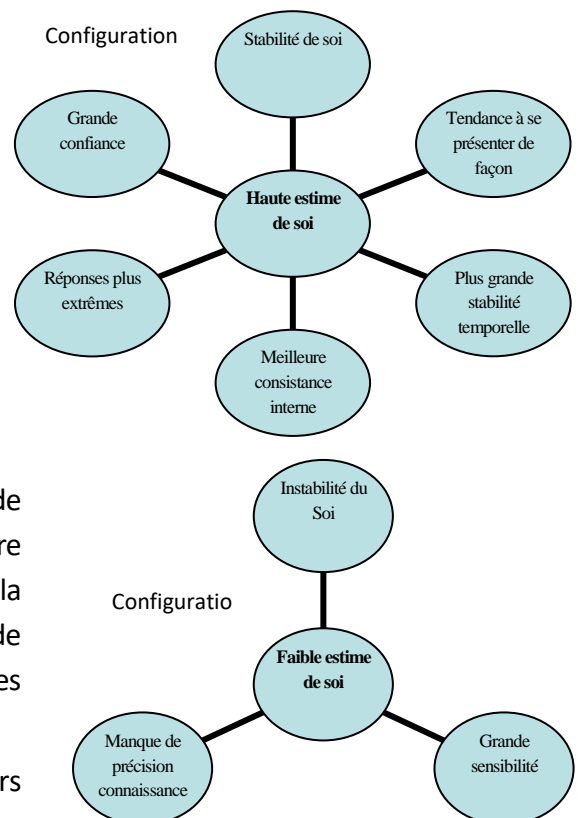 Configuration
Stabilité de soi
Grande
confiance
Tendance à se
présenter de
façon
Haute estime
de soi
Réponses plus
extrêmes
Plus grande
stabilité
temporelle
Meilleure
consistance
interne
de
re
la
de
es
rs
Configuratio
Instabilité du
Soi
Faible estime
de soi
Manque de
précision
connaissance
Grande
sensibilité